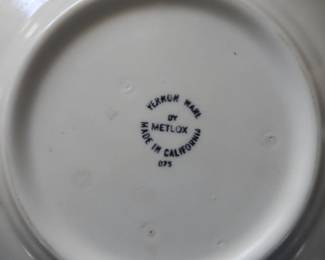 VERNON WARE
BY
METLOX
MADE IN CALIFORNIA
075